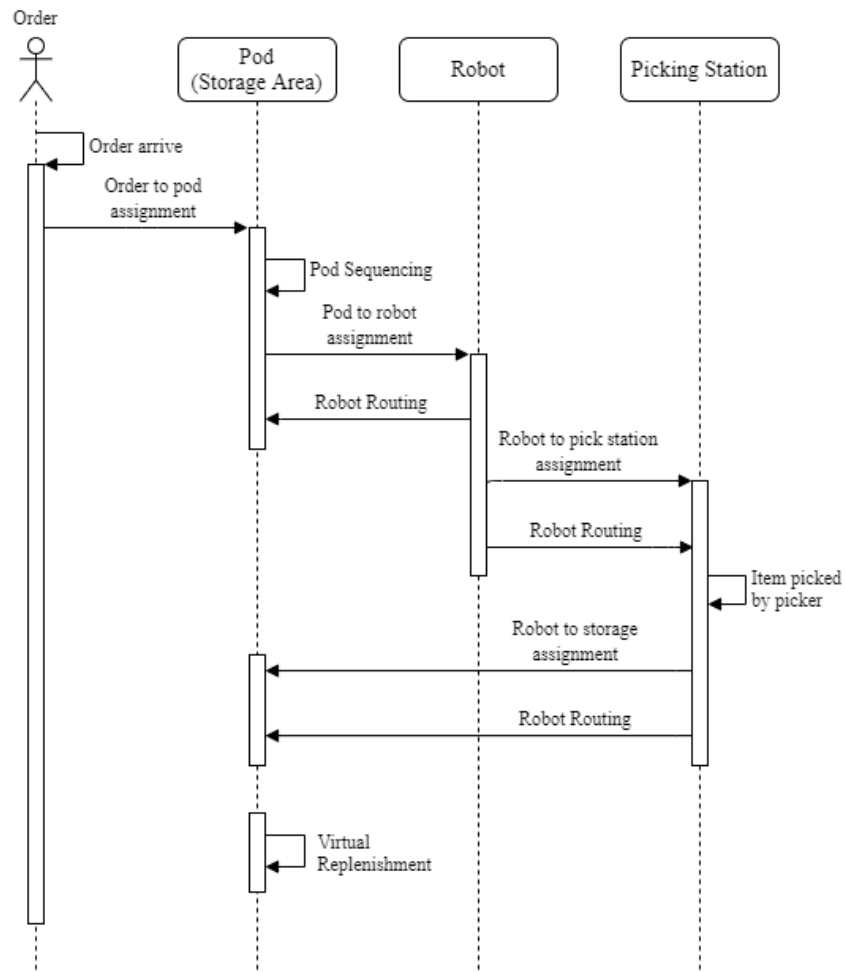 Order
Pod
(Storage Area)
Robot
Picking Station
Order arrive
Order to pod
assignment
Pod Sequencing
Pod to robot
assignment
Robot Routing
Robot to pick station
assignment
Robot Routing
Item picked
by picker
Robot to storage
assignment
Robot Routing
Virtual
Replenishment